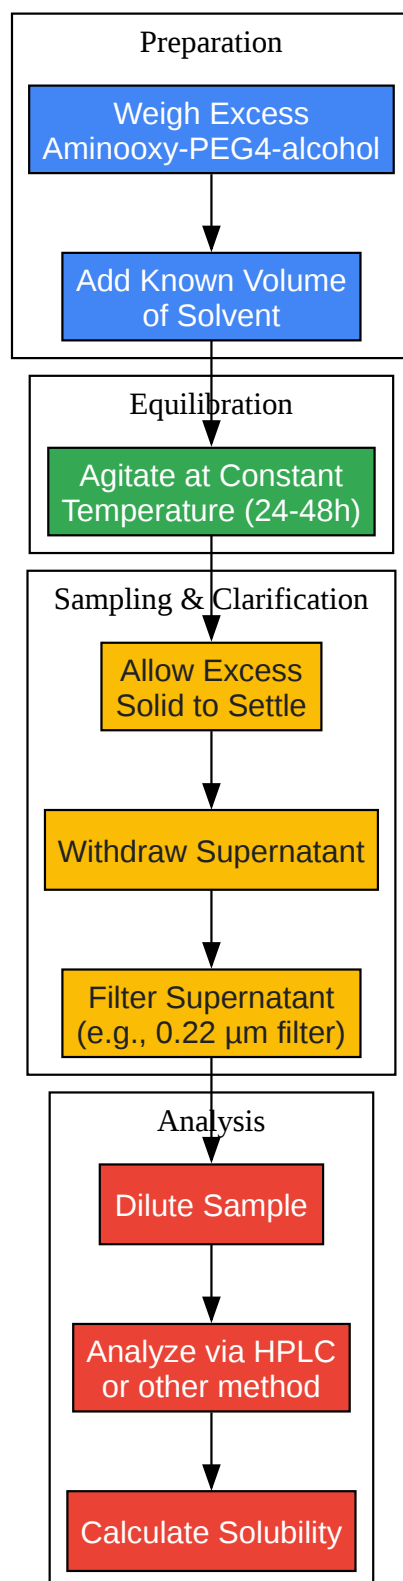 Preparation
Weigh Excess
Aminooxy-PEG4-alcohol
Add Known Volume
of Solvent
Equilibration
Agitate at Constant
Temperature (24-48h)
Sampling & Clarification
Allow Excess
Solid to Settle
Withdraw Supernatant
Filter Supernatant
(e.g., 0.22 µm filter)
Analysis
Dilute Sample
Analyze via HPLC
or other method
Calculate Solubility